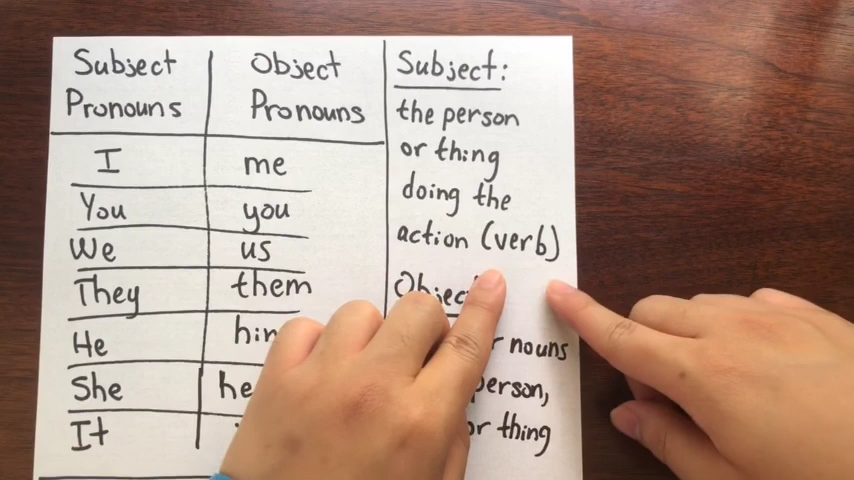 Subject Pronouns
Object Pronouns
I me
You you
We us
They them
He
She
It
Subject:
the person
or thing
doing the
action (verb)
nouns
person,
or thing